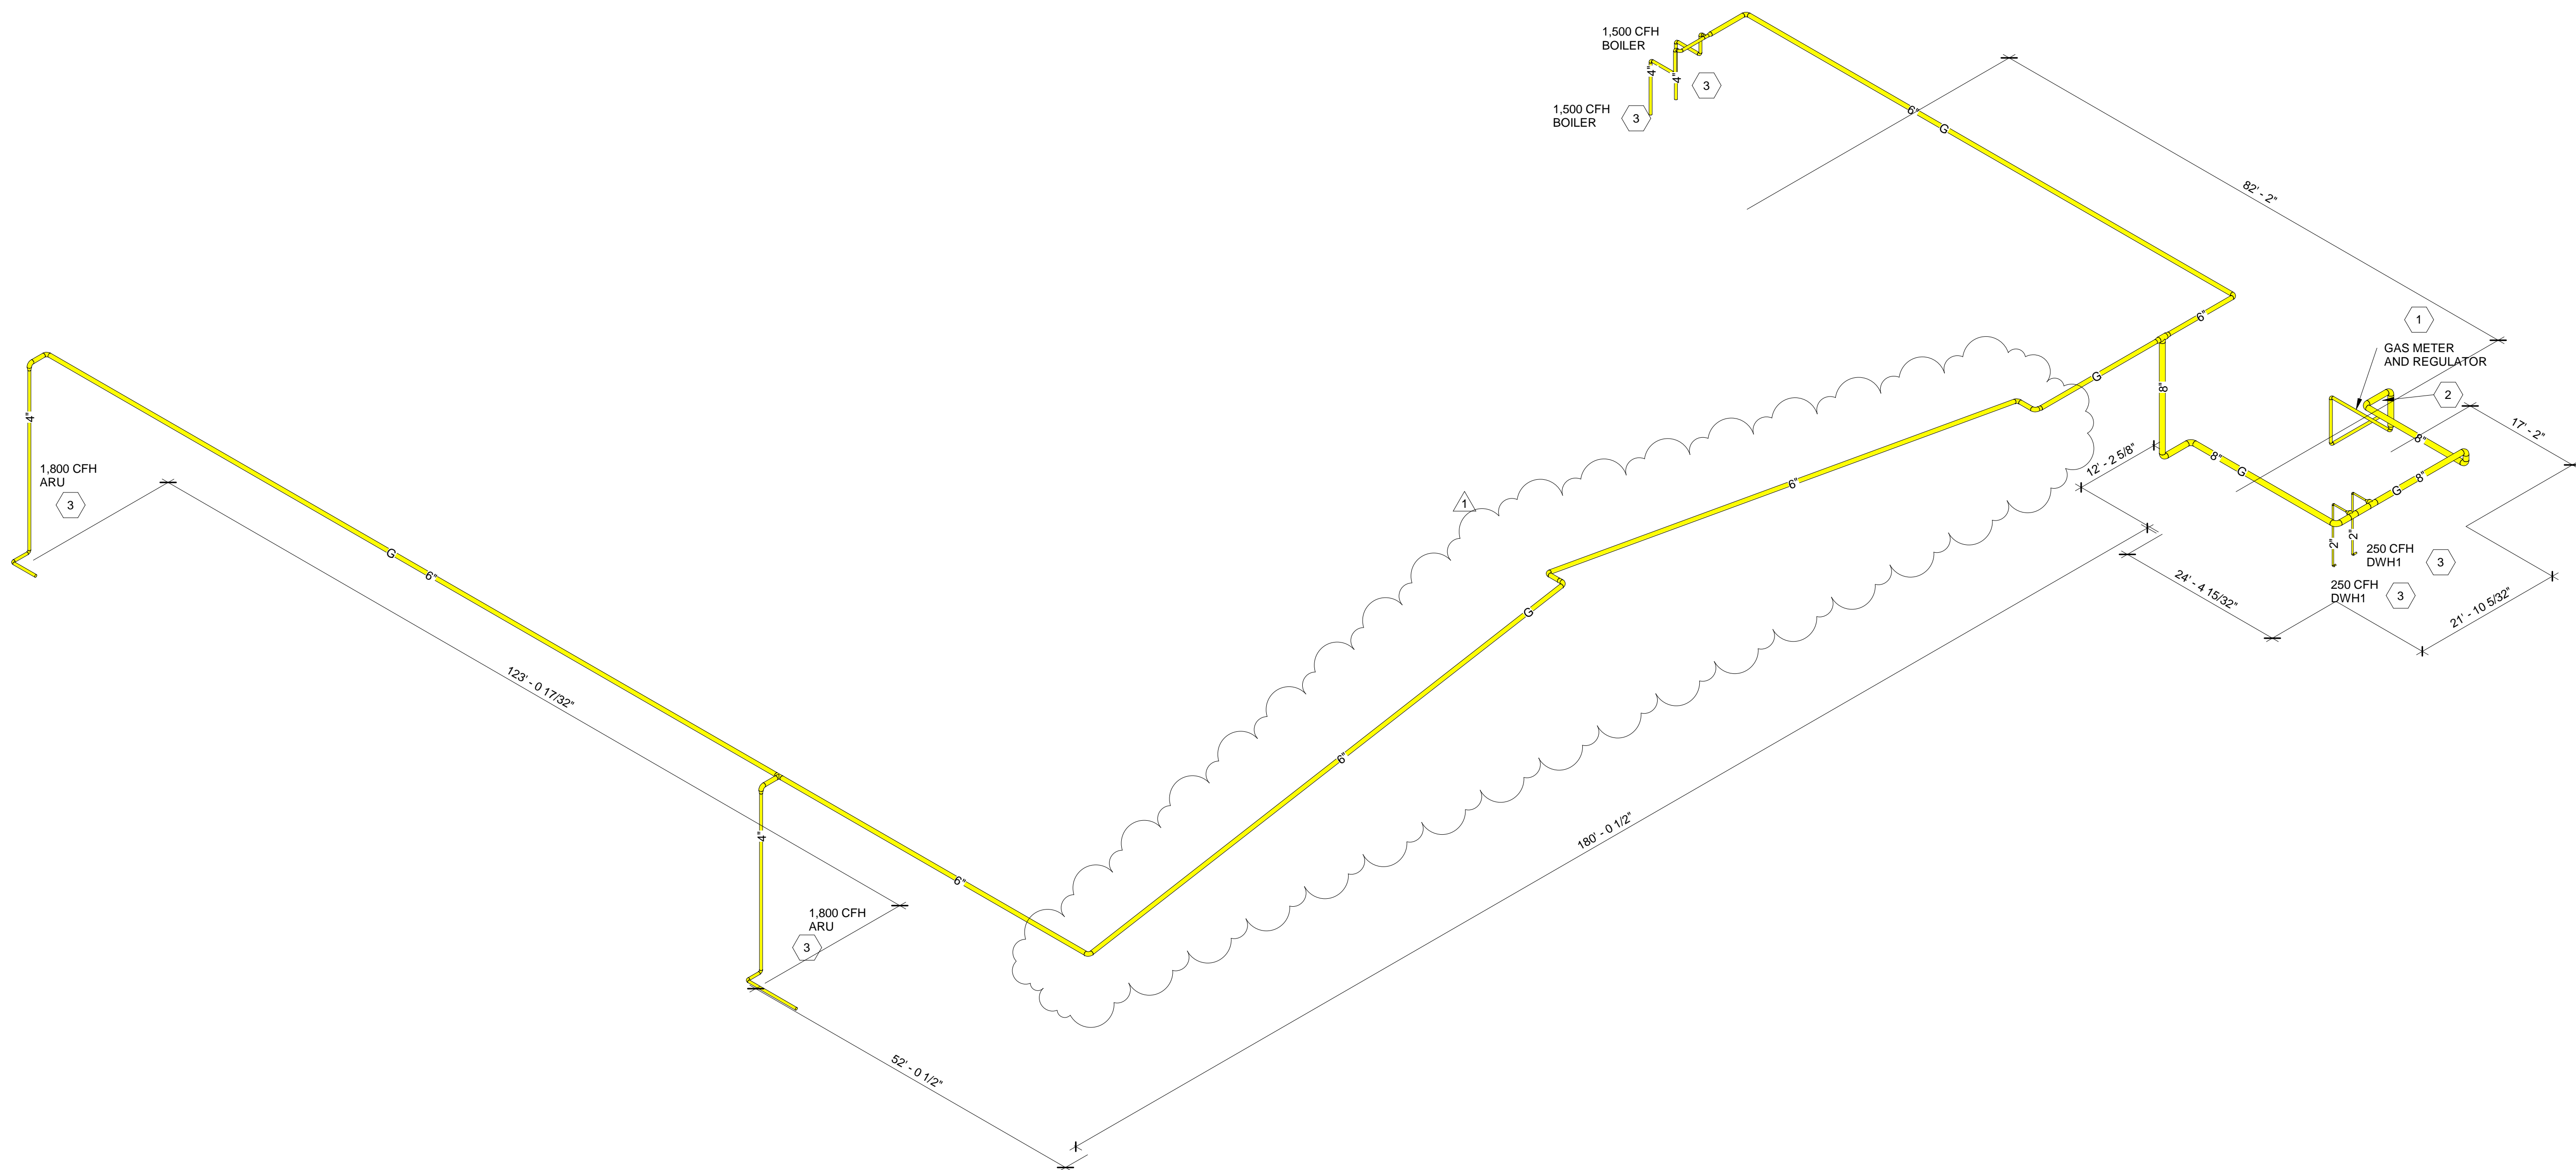 1,500 CFH
BOILER
4"
4"
3
1,500 CFH
BOILER
3
6"
G
82' - 2"
6"
1
GAS METER
AND REGULATOR
2
G
8"
17' - 2"
8"
8"
G
G
8"
12' - 2 5/8"
2"
2"
250 CFH
DWH1
3
250 CFH
DWH1
3
24' - 4 15/32"
21' - 10 5/32"
4"
1,800 CFH
ARU
3
G
6"
123' - 0 17/32"
1
6"
G
6"
180' - 0 1/2"
4"
6"
1,800 CFH
ARU
3
52' - 0 1/2"